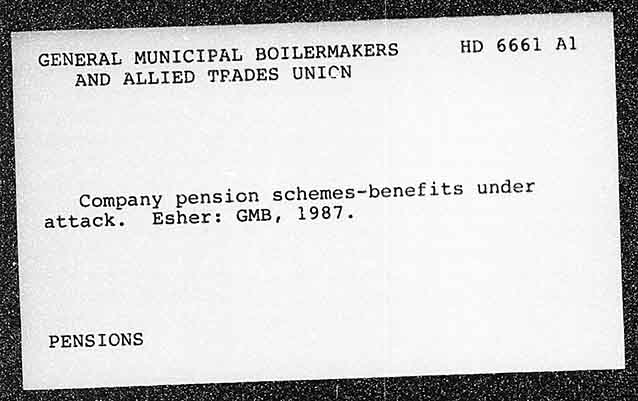 GENERAL MUNICIPAL BOILERMAKERS HD 6661 A1
AND ALLIED TRADES UNION
Company pension schemes-benefits under
attack. Esher: GMB, 1987.
PENSIONS